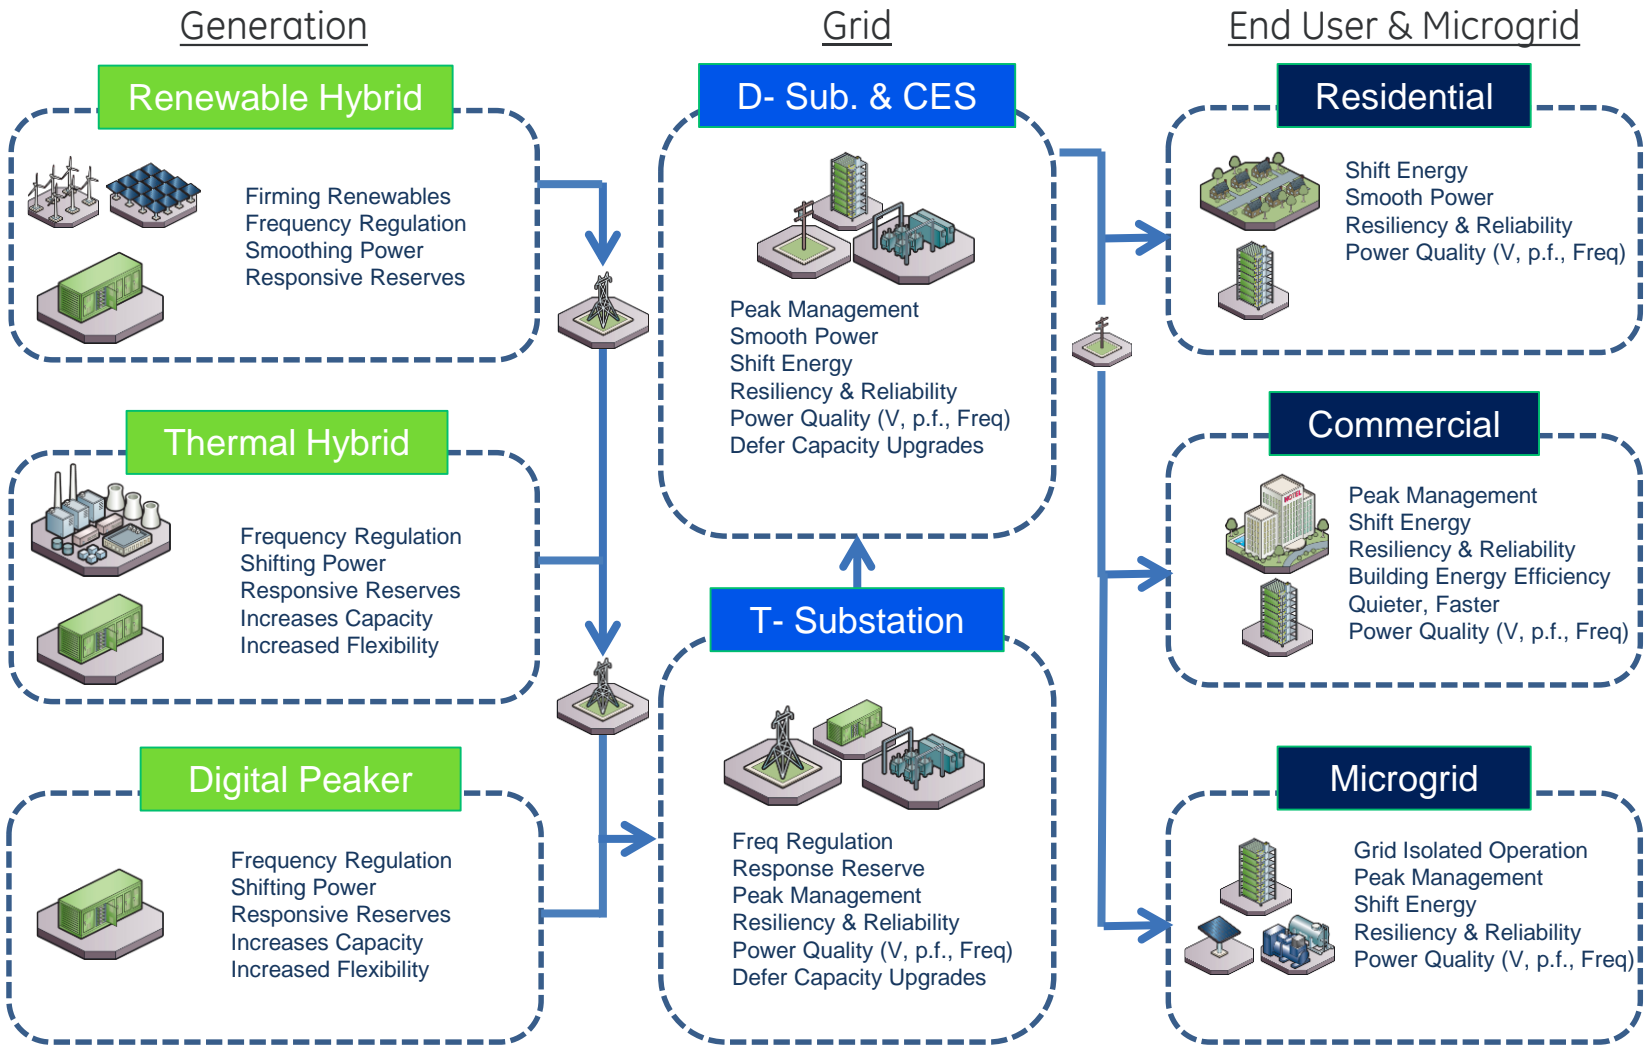 Generation
Grid
End User & Microgrid
Renewable Hybrid
Firming Renewables
Frequency Regulation
Smoothing Power
Responsive Reserves
Thermal Hybrid
Frequency Regulation
Shifting Power
Responsive Reserves
Increases Capacity
Increased Flexibility
Digital Peaker
Frequency Regulation
Shifting Power
Responsive Reserves
Increases Capacity
Increased Flexibility
D- Sub. & CES
Peak Management
Smooth Power
Shift Energy
Resiliency & Reliability
Power Quality (V, p.f., Freq)
Defer Capacity Upgrades
T- Substation
Freq Regulation
Response Reserve
Peak Management
Resiliency & Reliability
Power Quality (V, p.f., Freq)
Defer Capacity Upgrades
Residential
Shift Energy
Smooth Power
Resiliency & Reliability
Power Quality (V, p.f., Freq)
Commercial
HOTEL
Peak Management
Shift Energy
Resiliency & Reliability
Building Energy Efficiency
Quieter, Faster
Power Quality (V, p.f., Freq)
Microgrid
Grid Isolated Operation
Peak Management
Shift Energy
Resiliency & Reliability
Power Quality (V, p.f., Freq)